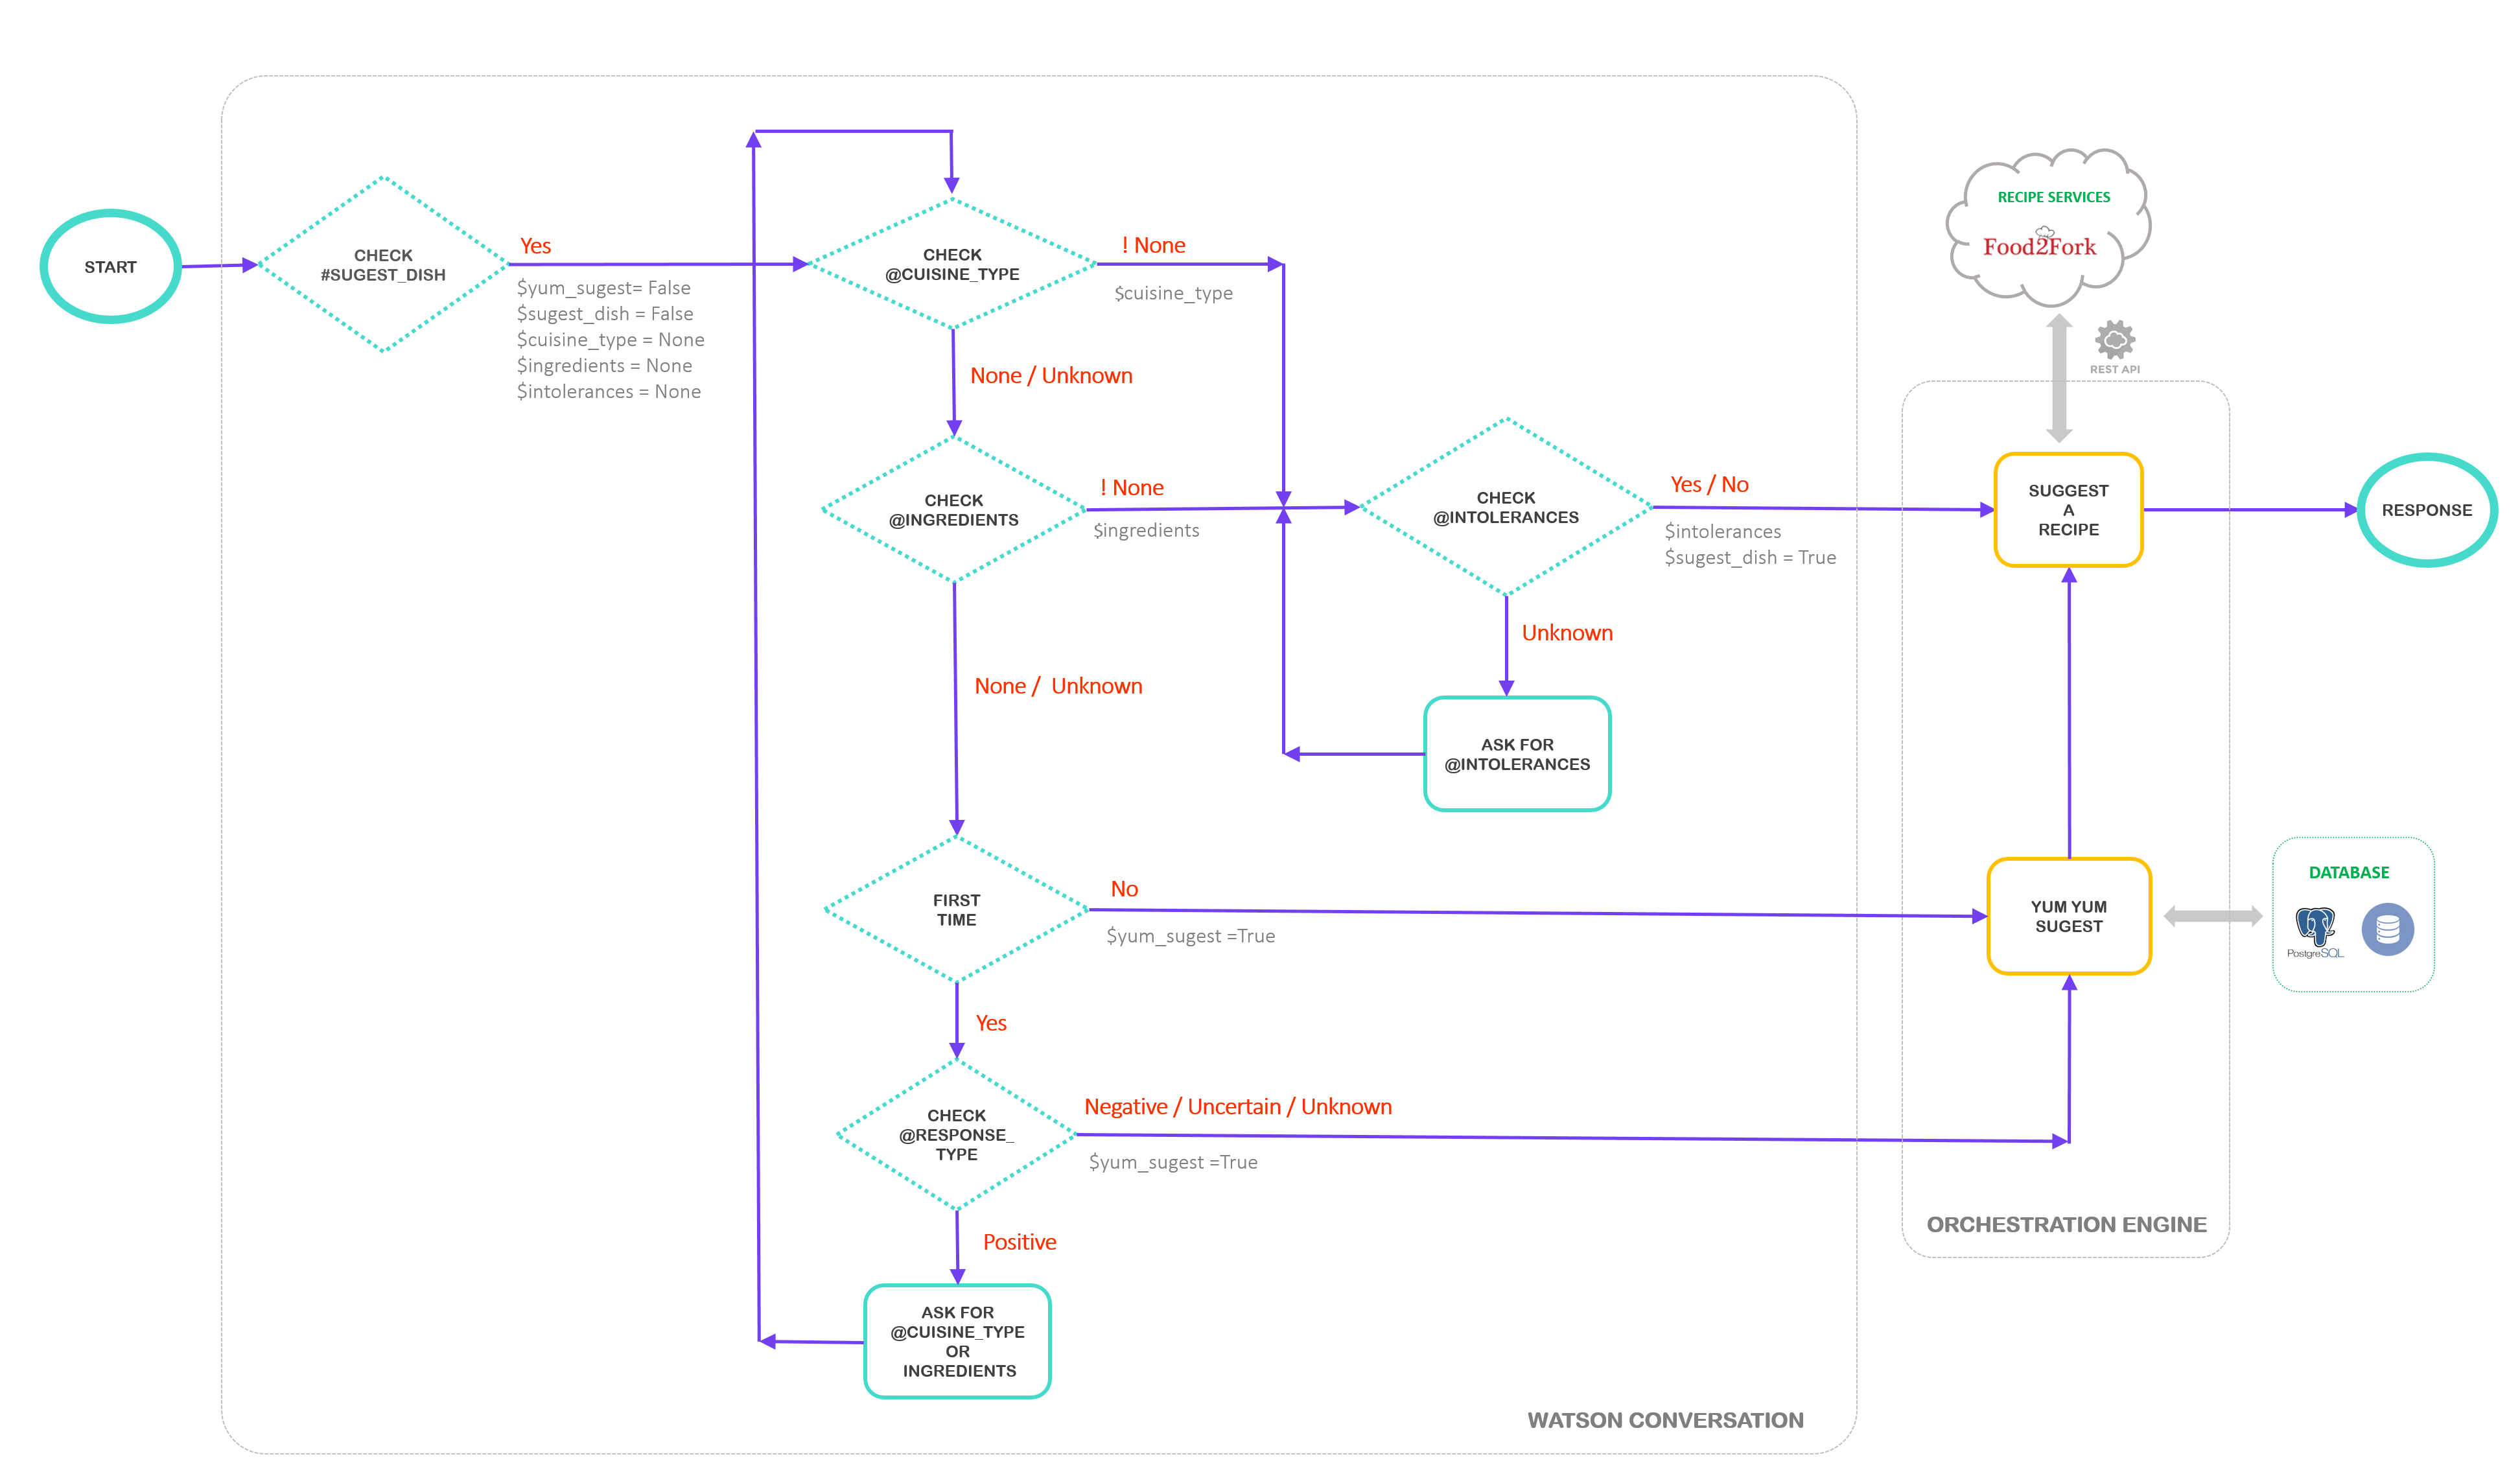 START
CHECK
#SUGEST_DISH
Yes
$yum_sugest= False
$sugest_dish = False
$cuisine_type = None
$ingredients = None
$intolerances = None
CHECK
@CUISINE_TYPE
! None
$cuisine_type
None / Unknown
CHECK
@INGREDIENTS
! None
$ingredients
CHECK
@INTOLERANCES
Yes / No
$intolerances
$sugest_dish = True
Unknown
ASK FOR
@INTOLERANCES
None /  Unknown
FIRST
TIME
No
$yum_sugest =True
Yes
CHECK
@RESPONSE_
TYPE
Negative / Uncertain / Unknown
$yum_sugest =True
Positive
ASK FOR
@CUISINE_TYPE
OR
INGREDIENTS
WATSON CONVERSATION
RECIPE SERVICES
Food2Fork
REST API
SUGGEST
A
RECIPE
RESPONSE
YUM YUM
SUGEST
ORCHESTRATION ENGINE
DATABASE
PostgreSQL